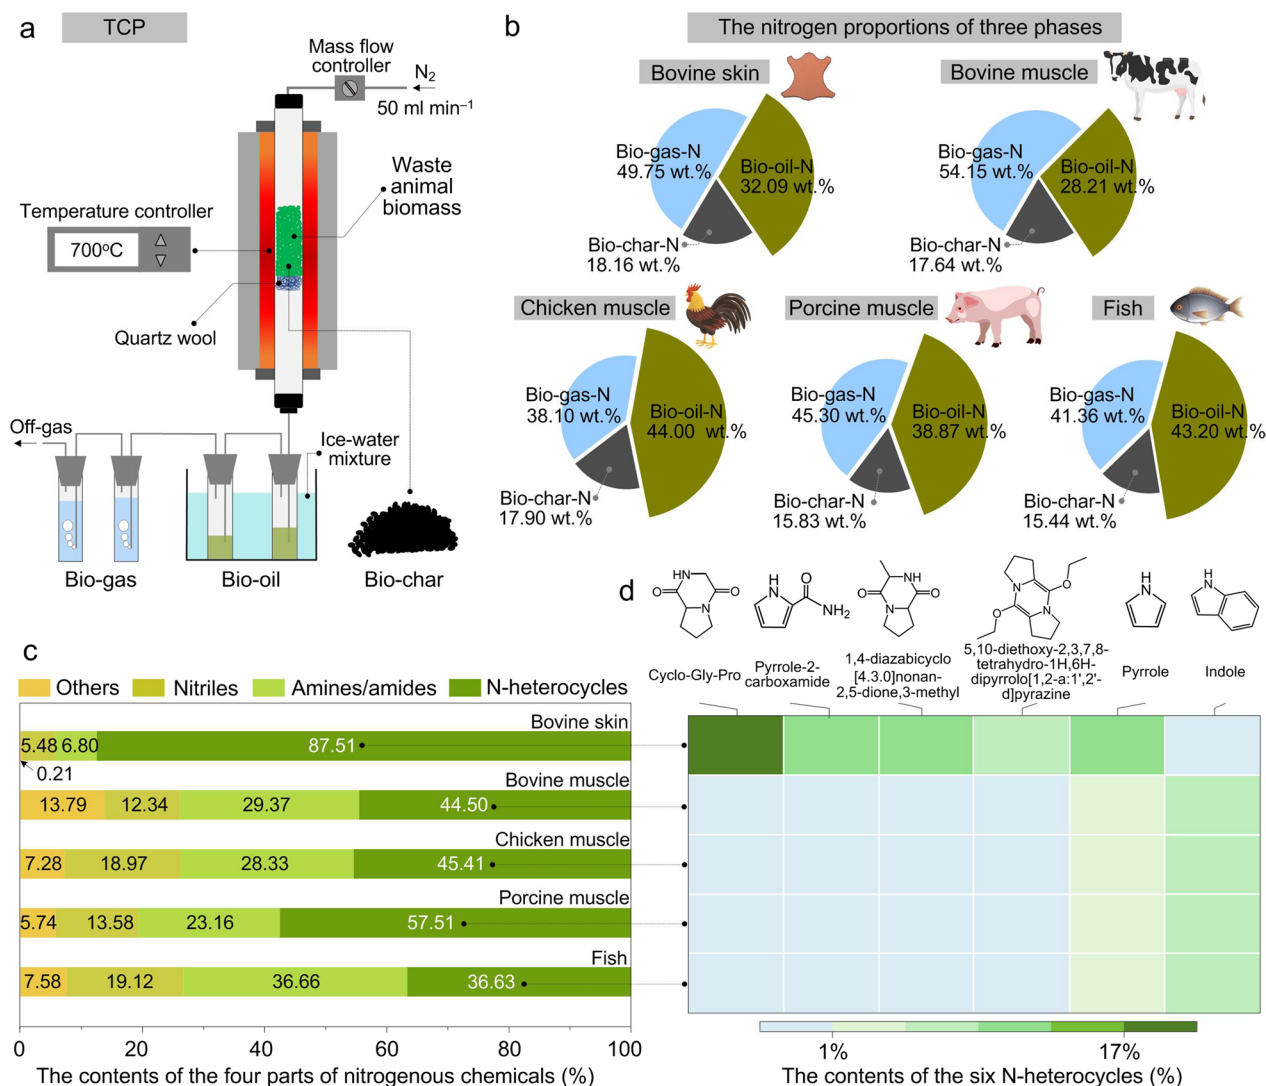 a
TCP
Mass flow
controller
N2
50 ml min–1
Waste
animal
biomass
Temperature controller
700oC
Quartz wool
Off-gas
Ice-water
mixture
Bio-gas
Bio-oil
Bio-char
b
The nitrogen proportions of three phases
Bovine skin
Bio-gas-N
49.75 wt.%
Bio-oil-N
32.09 wt.%
Bio-char-N
18.16 wt.%
Bovine muscle
Bio-gas-N
54.15 wt.%
Bio-oil-N
28.21 wt.%
Bio-char-N
17.64 wt.%
Chicken muscle
Bio-gas-N
38.10 wt.%
Bio-oil-N
44.00 wt.%
Bio-char-N
17.90 wt.%
Porcine muscle
Bio-gas-N
45.30 wt.%
Bio-oil-N
38.87 wt.%
Bio-char-N
15.83 wt.%
Fish
Bio-gas-N
41.36 wt.%
Bio-oil-N
43.20 wt.%
Bio-char-N
15.44 wt.%
c
Others
Nitriles
Amines/amides
N-heterocycles
Bovine skin
5.48 6.80 87.51
0.21
Bovine muscle
13.79 12.34 29.37 44.50
Chicken muscle
7.28 18.97 28.33 45.41
Porcine muscle
5.74 13.58 23.16 57.51
Fish
7.58 19.12 36.66 36.63
0 20 40 60 80 100
The contents of the four parts of nitrogenous chemicals (%)
d
HN
O
N
O
H
N
O
NH2
NH
O
N
O
N
O
O
N
H
N
H
N
Cyclo-Gly-Pro
Pyrrole-2-
carboxamide
1,4-diazabicyclo
[4.3.0]nonan-
2,5-dione,3-methyl
5,10-diethoxy-2,3,7,8-
tetrahydro-1H,6H-
dipyrrolo[1,2-a:1',2'-
d]pyrazine
Pyrrole
Indole
1%
17%
The contents of the six N-heterocycles (%)